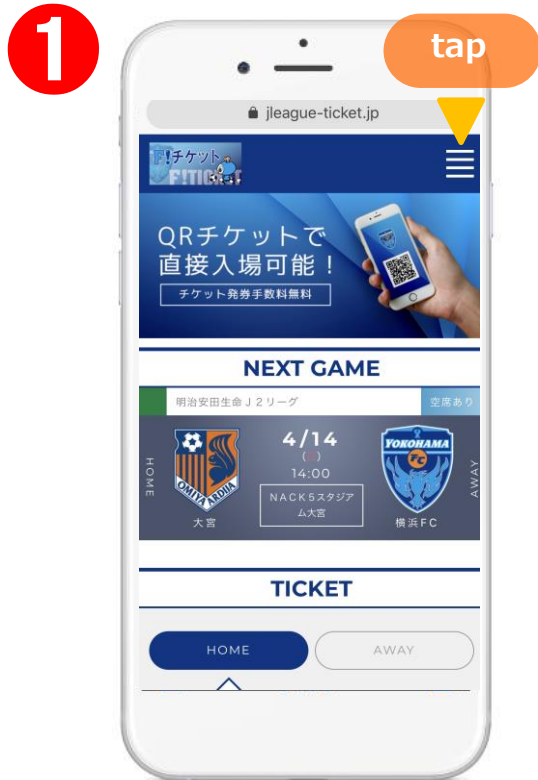 1
tap
jleague-ticket.jp
F!チケット
F!TICKET
QRチケットで
直接入場可能！
チケット発券手数料無料
NEXT GAME
明治安田生命Ｊ２リーグ
空席あり
HOME
4/14
14:00
NACK5スタジア
ム大宮
OMIYA ARDIJA
大宮
YOKOHAMA
FC
横浜FC
AWAY
TICKET
HOME
AWAY